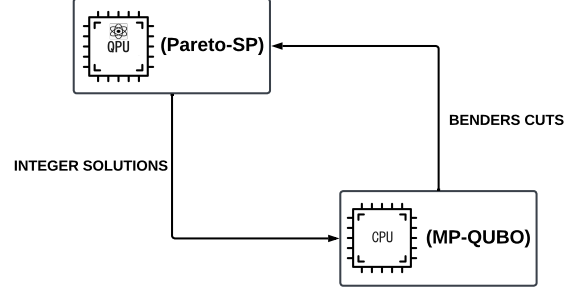 QPU
(Pareto-SP)
BENDERS CUTS
INTEGER SOLUTIONS
CPU
(MP-QUBO)